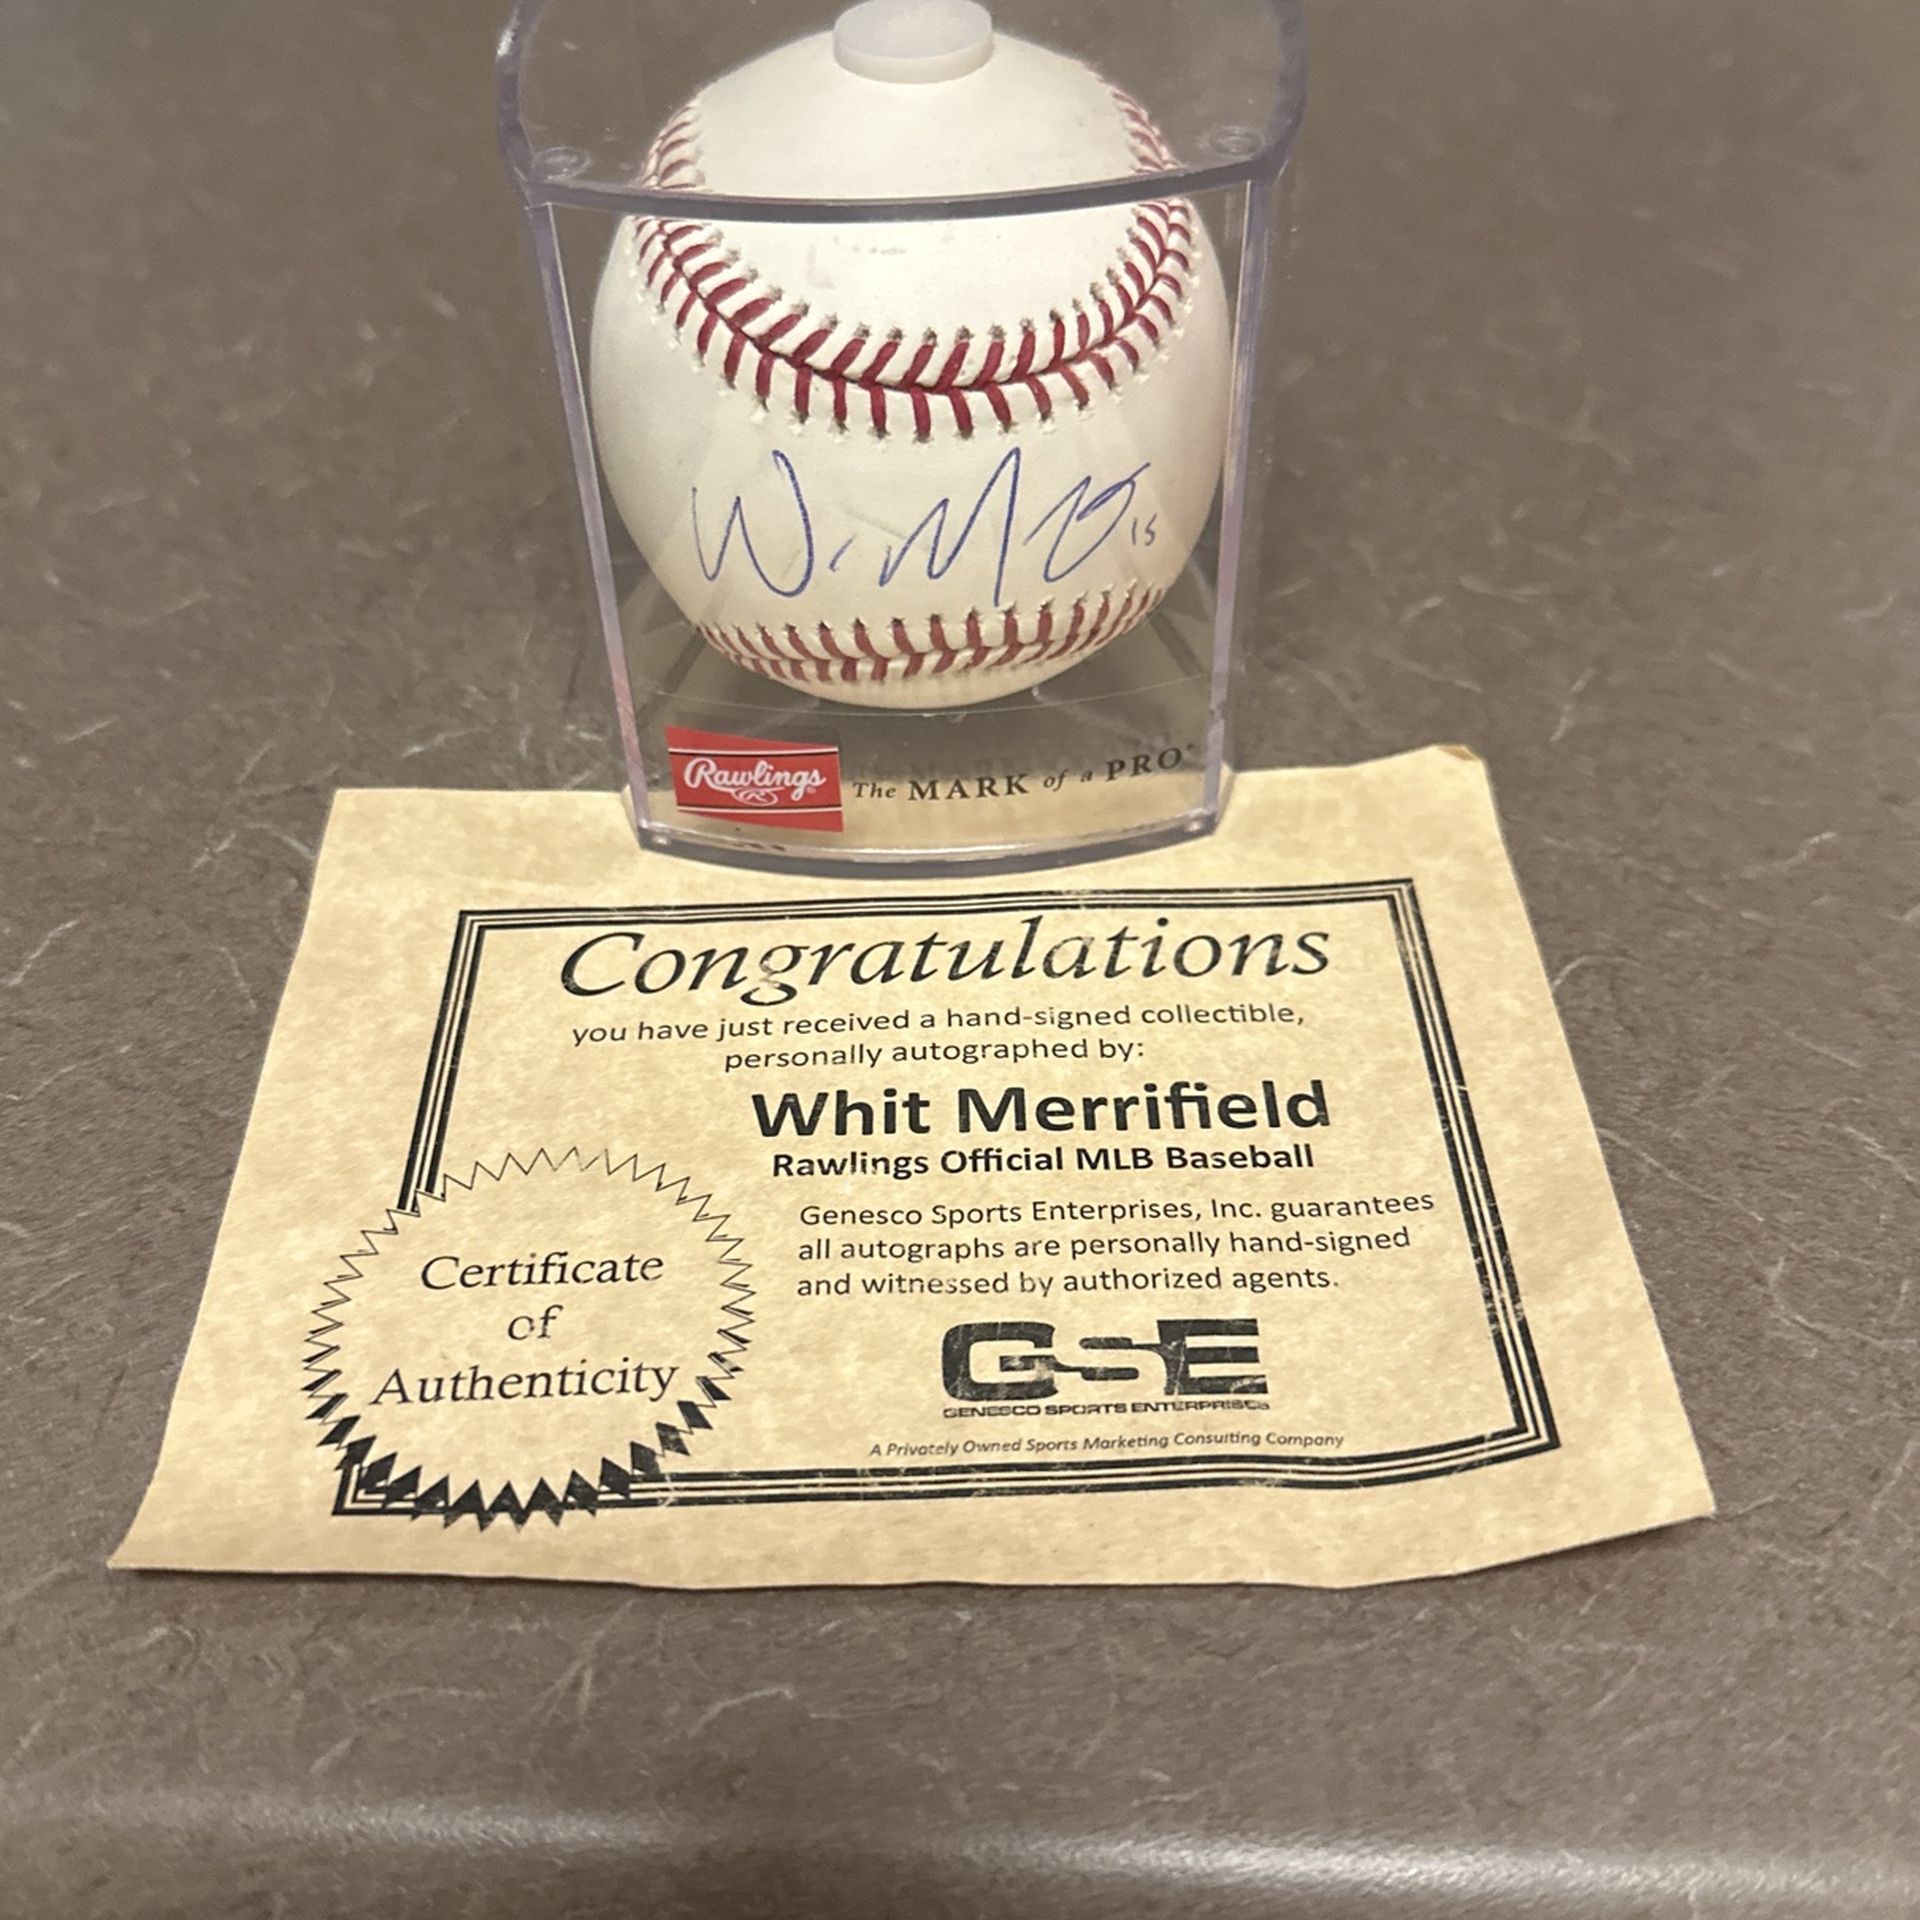 W. M 15
Rawlings
The MARK of a PRO
Congratulations
you have just received a hand-signed collectible,
personally autographed by:
Whit Merrifield
Rawlings Official MLB Baseball
Genesco Sports Enterprises, Inc. guarantees
all autographs are personally hand-signed
and witnessed by authorized agents.
Certificate
of
Authenticity
GSE
GENESCO SPORTS ENTERPRISES
A Privately Owned Sports Marketing Consulting Company